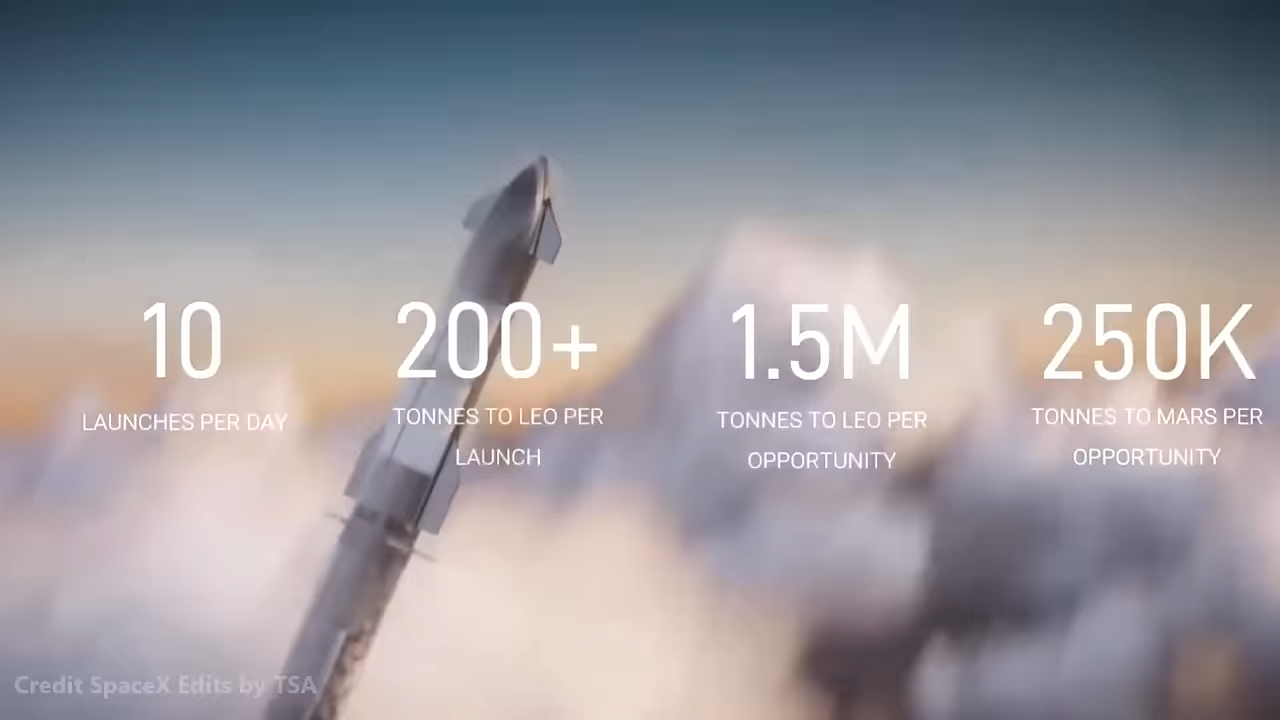 10
LAUNCHES PER DAY
200+
TONNES TO LEO PER
LAUNCH
1.5M
TONNES TO LEO PER
OPPORTUNITY
250K
TONNES TO MARS PER
OPPORTUNITY
Credit SpaceX Edits by TSA